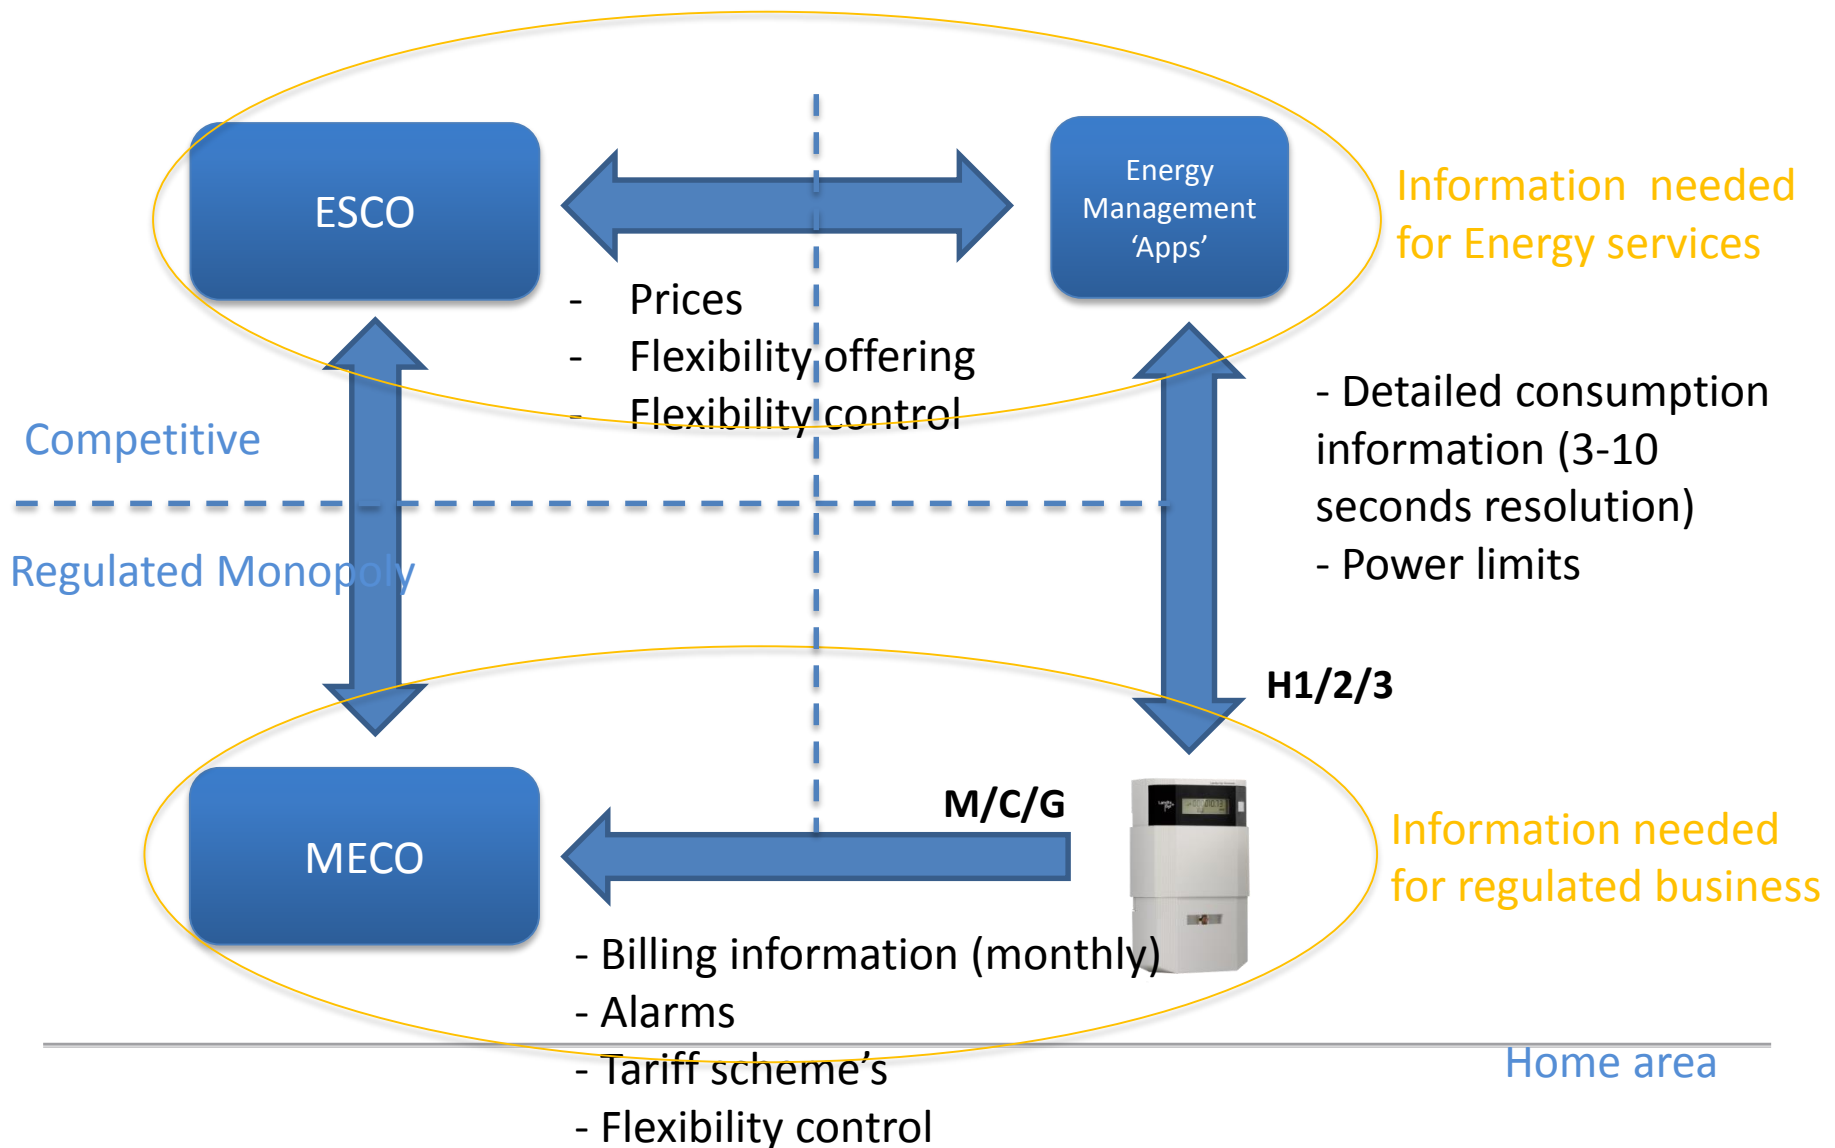 ESCO
Energy
Management
‘Apps’
Information  needed
for Energy services
- Prices
- Flexibility offering
- Flexibility control
- Detailed consumption
information (3-10
seconds resolution)
- Power limits
Competitive
Regulated Monopoly
H1/2/3
M/C/G
MECO
Information needed
for regulated business
- Billing information (monthly)
- Alarms
- Tariff scheme’s
- Flexibility control
Home area